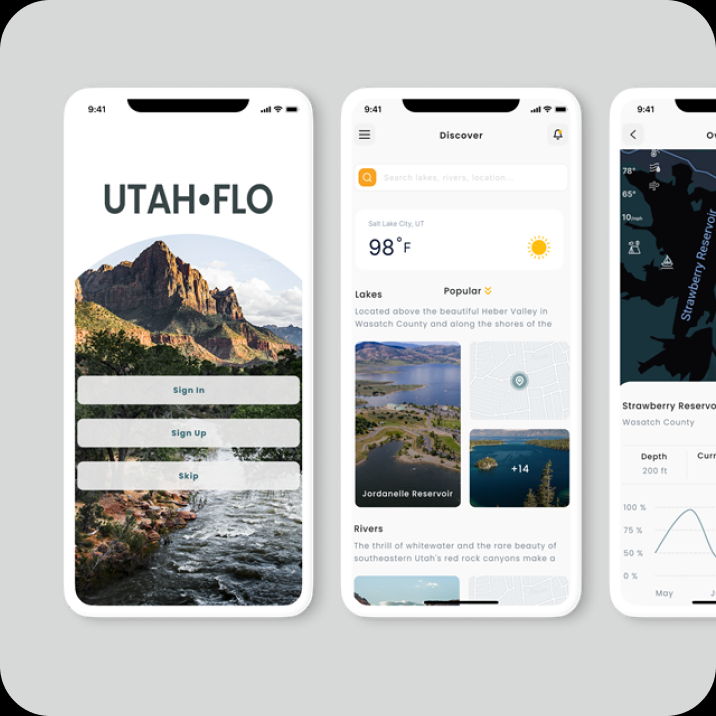 9:41
UTAH•FLO
Sign In
Sign Up
Skip
9:41
Discover
Search lakes, rivers, location...
Salt Lake City, UT
98°F
Lakes
Popular
Located above the beautiful Heber Valley in
Wasatch County and along the shores of the
Jordanelle Reservoir
+14
Rivers
The thrill of whitewater and the rare beauty of
southeastern Utah's red rock canyons make a
9:41
78°
65°
10/mph
Strawberry Reservoir
Strawberry Reservo
Wasatch County
Depth
200 ft
Curr
100 %
75 %
50 %
0 %
May